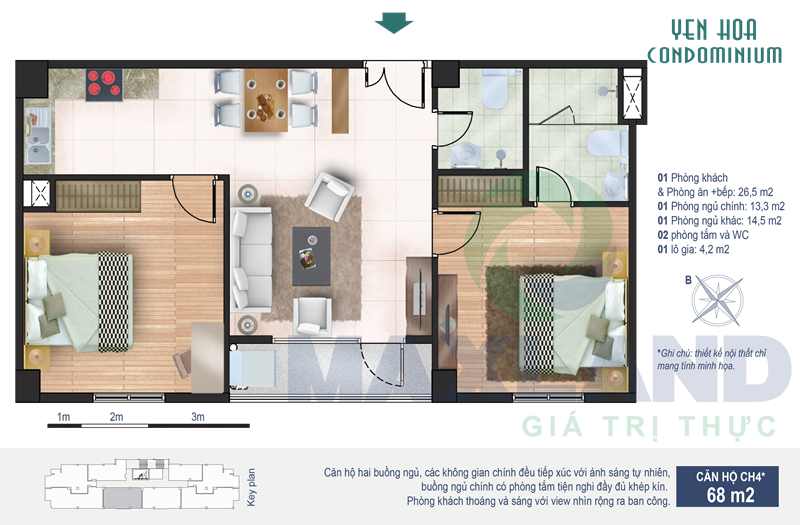 YEN HOA
CONDOMINIUM
01 Phòng khách
& Phòng ăn +bếp: 26,5 m2
01 Phòng ngủ chính: 13,3 m2
01 Phòng ngủ khác: 14,5 m2
02 phòng tắm và WC
01 lô gia: 4,2 m2
B
*Ghi chú: thiết kế nội thất chỉ
mang tính minh họa.
LAND
GIÁ TRỊ THỰC
1m 2m 3m
Key plan
Căn hộ hai buồng ngủ, các không gian chính đều tiếp xúc với ánh sáng tự nhiên,
buồng ngủ chính có phòng tắm tiện nghi đầy đủ khép kín.
Phòng khách thoáng và sáng với view nhìn rộng ra ban công.
CĂN HỘ CH4*
68 m2